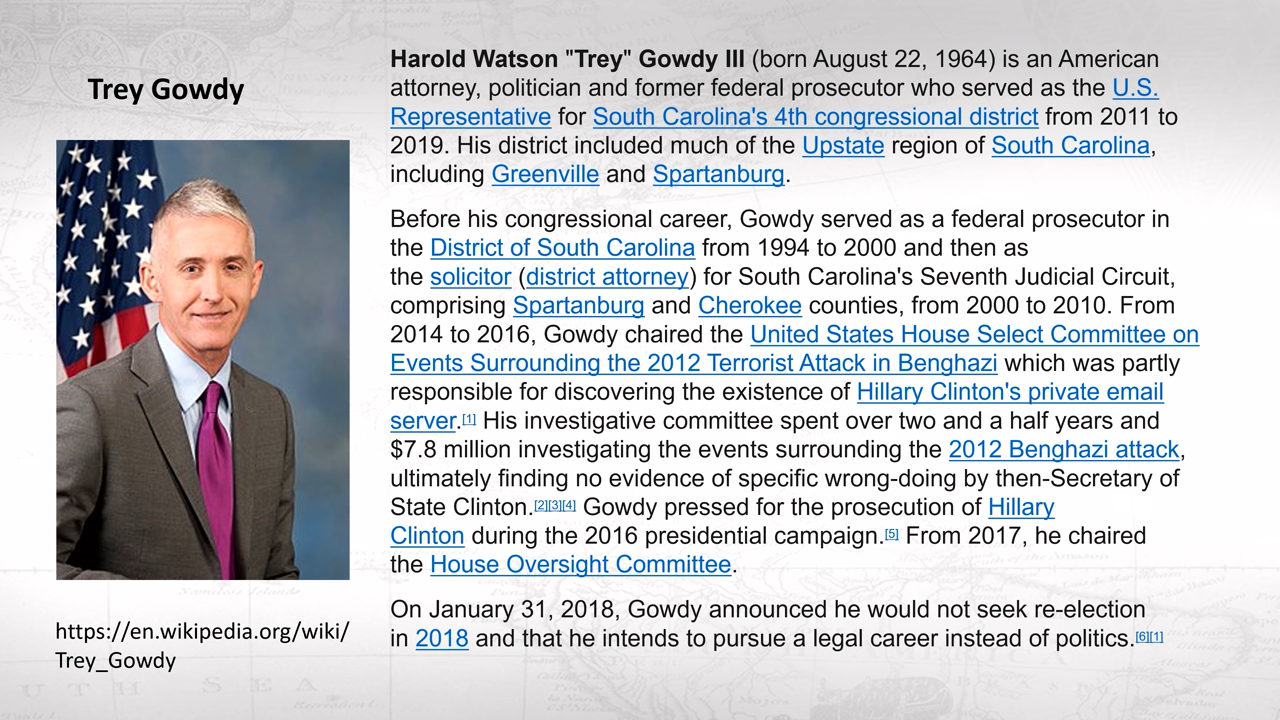 Trey Gowdy
https://en.wikipedia.org/wiki/
Trey_Gowdy
Harold Watson "Trey" Gowdy III (born August 22, 1964) is an American
attorney, politician and former federal prosecutor who served as the U.S.
Representative for South Carolina's 4th congressional district from 2011 to
2019. His district included much of the Upstate region of South Carolina,
including Greenville and Spartanburg.
Before his congressional career, Gowdy served as a federal prosecutor in
the District of South Carolina from 1994 to 2000 and then as
the solicitor (district attorney) for South Carolina's Seventh Judicial Circuit,
comprising Spartanburg and Cherokee counties, from 2000 to 2010. From
2014 to 2016, Gowdy chaired the United States House Select Committee on
Events Surrounding the 2012 Terrorist Attack in Benghazi which was partly
responsible for discovering the existence of Hillary Clinton's private email
server.[1] His investigative committee spent over two and a half years and
$7.8 million investigating the events surrounding the 2012 Benghazi attack,
ultimately finding no evidence of specific wrong-doing by then-Secretary of
State Clinton.[2][3][4] Gowdy pressed for the prosecution of Hillary
Clinton during the 2016 presidential campaign.[5] From 2017, he chaired
the House Oversight Committee.
On January 31, 2018, Gowdy announced he would not seek re-election
in 2018 and that he intends to pursue a legal career instead of politics.[6][1]